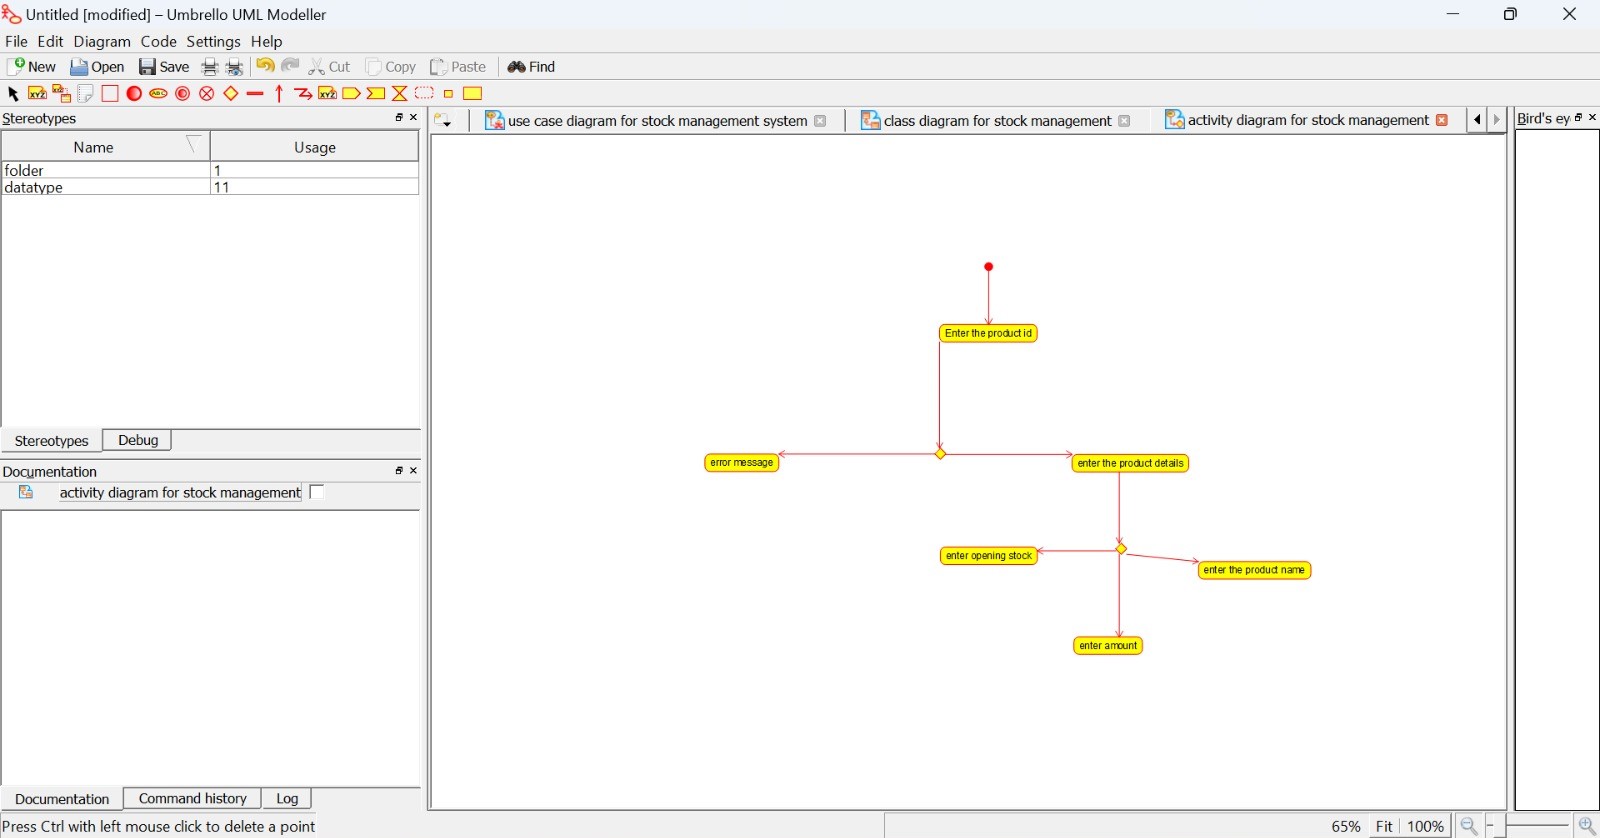 Untitled [modified] – Umbrello UML Modeller
File Edit Diagram Code Settings Help
New Open Save Cut Copy Paste Find
XYZ XYZ ABC XYZ
Stereotypes
Name Usage
folder 1
datatype 11
Stereotypes Debug
Documentation
activity diagram for stock management
Documentation Command history Log
Press Ctrl with left mouse click to delete a point
use case diagram for stock management system
class diagram for stock management
activity diagram for stock management
Bird's ey
Enter the product id
error message
enter the product details
enter opening stock
enter the product name
enter amount
65% Fit 100%